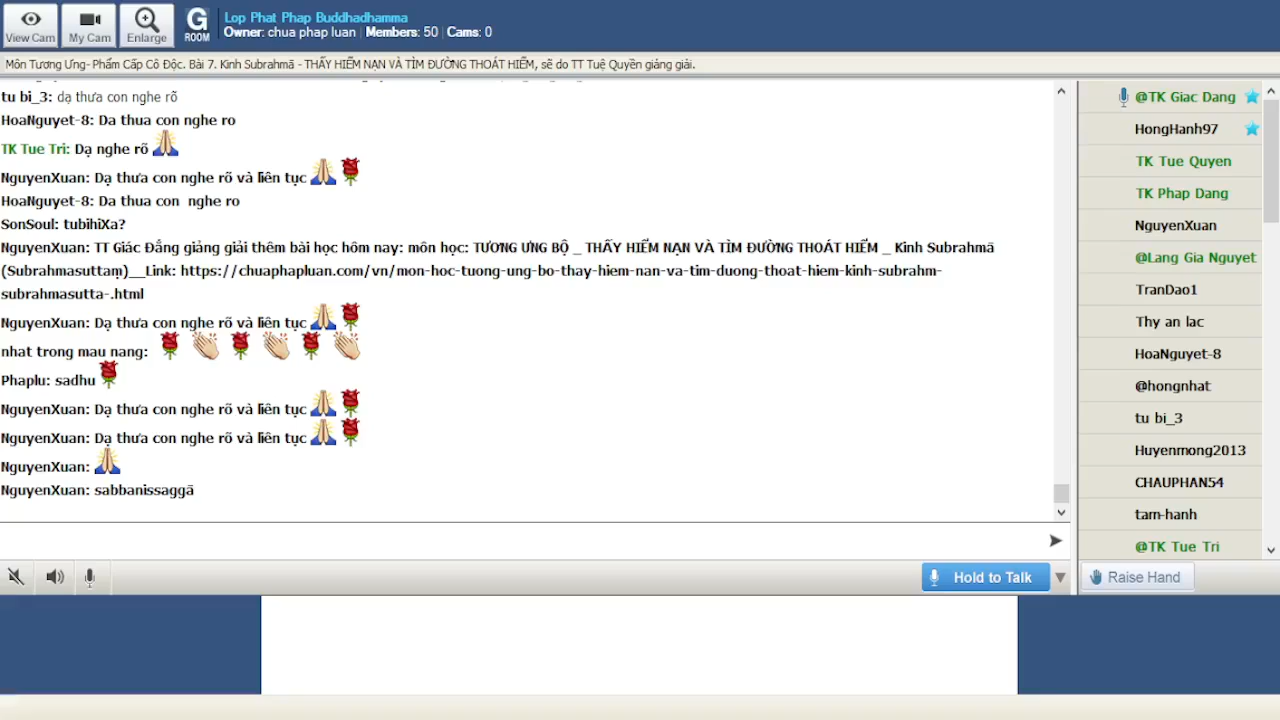 View Cam
My Cam
Enlarge
G
ROOM
Lop Phat Phap Buddhadhamma
Owner: chua phap luan Members: 50 Cams: 0
Môn Tương Ưng- Phẩm Cấp Cô Độc. Bài 7. Kinh Subrahmā - THẤY HIỂM NẠN VÀ TÌM ĐƯỜNG THOÁT HIỂM, sẽ do TT Tuệ Quyền giảng giải.
tu bi_3: dạ thưa con nghe rõ
HoaNguyet-8: Da thua con nghe ro
TK Tue Tri: Dạ nghe rõ
NguyenXuan: Dạ thưa con nghe rõ và liên tục
HoaNguyet-8: Da thua con nghe ro
SonSoul: tubihiXa?
NguyenXuan: TT Giác Đẳng giảng giải thêm bài học hôm nay: môn học: TƯƠNG ƯNG BỘ _ THẤY HIỂM NẠN VÀ TÌM ĐƯỜNG THOÁT HIỂM _ Kinh Subrahmā
(Subrahmasuttaṃ)__Link: https://chuaphapluan.com/vn/mon-hoc-tuong-ung-bo-thay-hiem-nan-va-tim-duong-thoat-hiem-kinh-subrahm-
subrahmasutta-.html
NguyenXuan: Dạ thưa con nghe rõ và liên tục
nhat trong mau nang:
Phaplu: sadhu
NguyenXuan: Dạ thưa con nghe rõ và liên tục
NguyenXuan: Dạ thưa con nghe rõ và liên tục
NguyenXuan:
NguyenXuan: sabbanissaggā
@TK Giac Dang
HongHanh97
TK Tue Quyen
TK Phap Dang
NguyenXuan
@Lang Gia Nguyet
TranDao1
Thy an lac
HoaNguyet-8
@hongnhat
tu bi_3
Huyenmong2013
CHAUPHAN54
tam-hanh
@TK Tue Tri
Hold to Talk
Raise Hand